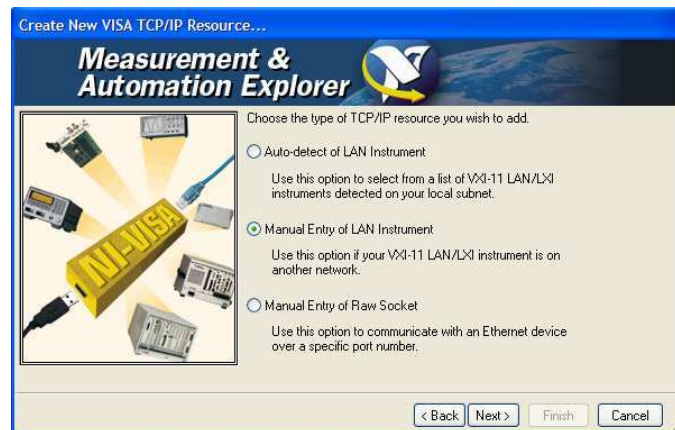 Create New VISA TCP/IP Resource...
Measurement &
Automation Explorer
Choose the type of TCP/IP resource you wish to add.
Auto-detect of LAN Instrument
Use this option to select from a list of VXI-11 LAN/LXI
instruments detected on your local subnet.
Manual Entry of LAN Instrument
Use this option if your VXI-11 LAN/LXI instrument is on
another network.
Manual Entry of Raw Socket
Use this option to communicate with an Ethernet device
over a specific port number.
NI-VISA
< Back
Next >
Finish
Cancel